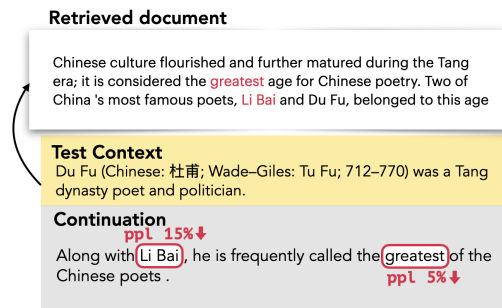 Retrieved document
Chinese culture flourished and further matured during the Tang
era; it is considered the greatest age for Chinese poetry. Two of
China 's most famous poets, Li Bai and Du Fu, belonged to this age
Test Context
Du Fu (Chinese: 杜甫; Wade–Giles: Tu Fu; 712–770) was a Tang
dynasty poet and politician.
Continuation
ppl 15%⬇
Along with Li Bai, he is frequently called the greatest of the
Chinese poets .
ppl 5%⬇